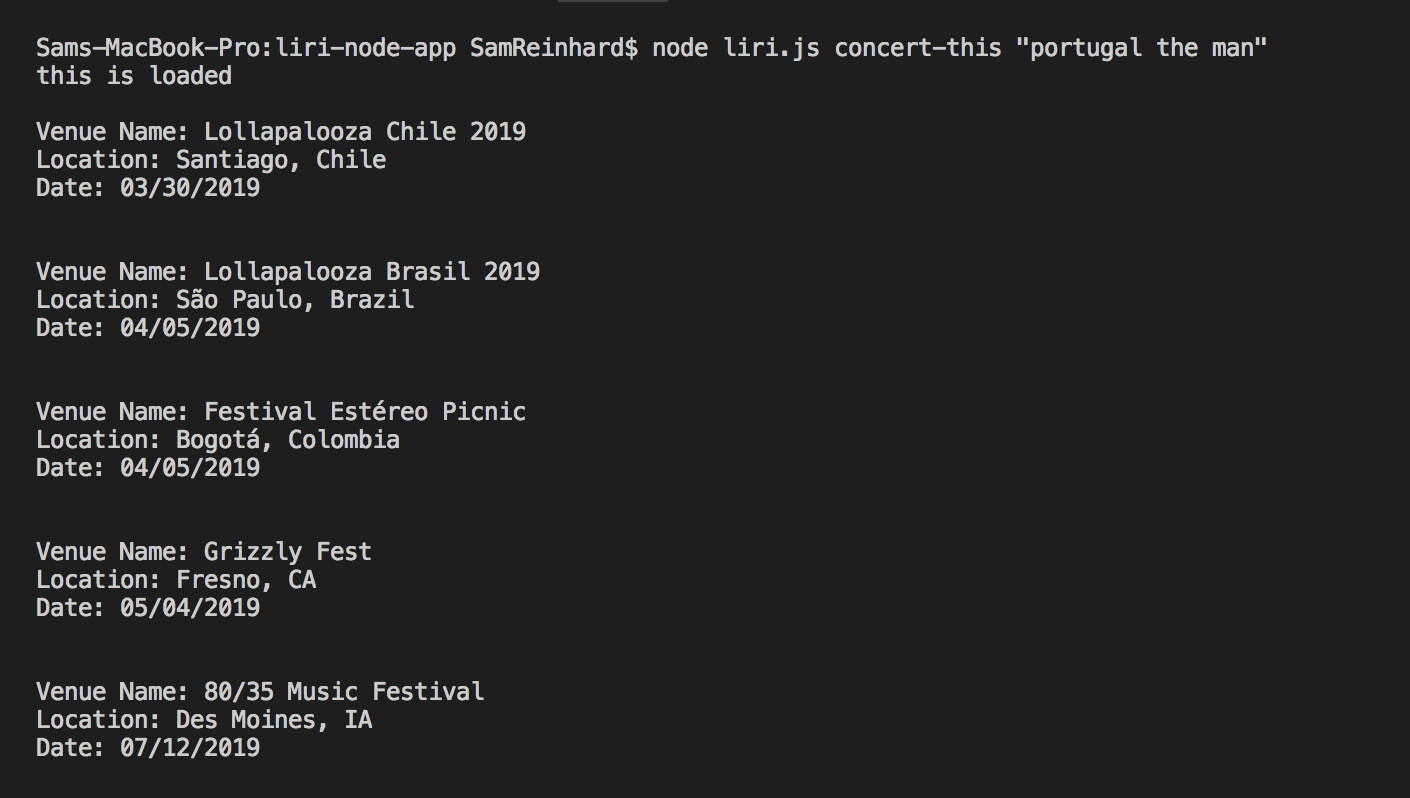 Sams-MacBook-Pro:liri-node-app SamReinhard$ node liri.js concert-this "portugal the man"
this is loaded
Venue Name: Lollapalooza Chile 2019
Location: Santiago, Chile
Date: 03/30/2019
Venue Name: Lollapalooza Brasil 2019
Location: São Paulo, Brazil
Date: 04/05/2019
Venue Name: Festival Estéreo Picnic
Location: Bogotá, Colombia
Date: 04/05/2019
Venue Name: Grizzly Fest
Location: Fresno, CA
Date: 05/04/2019
Venue Name: 80/35 Music Festival
Location: Des Moines, IA
Date: 07/12/2019